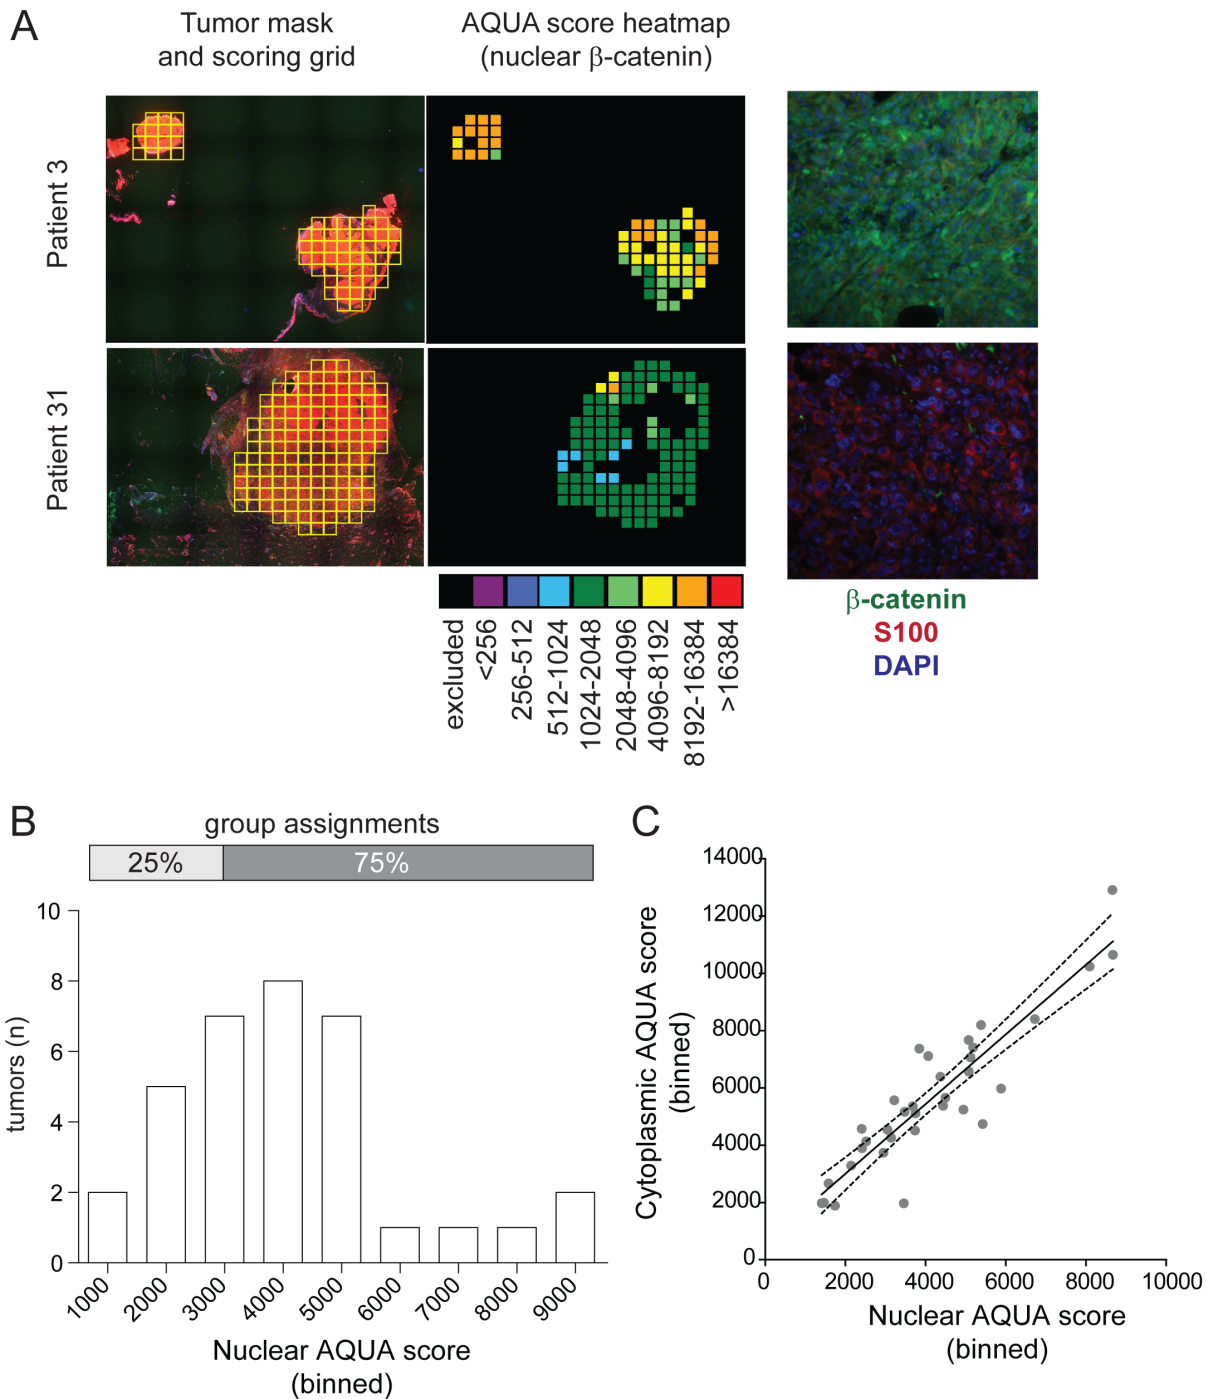 A
Tumor mask
and scoring grid
AQUA score heatmap
(nuclear β-catenin)
Patient 3
Patient 31
excluded
<256
256-512
512-1024
1024-2048
2048-4096
4096-8192
8192-16384
>16384
β-catenin
S100
DAPI
B
group assignments
25%
75%
tumors (n)
10
8
6
4
2
0
1000
2000
3000
4000
5000
6000
7000
8000
9000
Nuclear AQUA score
(binned)
C
Cytoplasmic AQUA score
(binned)
14000
12000
10000
8000
6000
4000
2000
0
0
2000
4000
6000
8000
10000
Nuclear AQUA score
(binned)